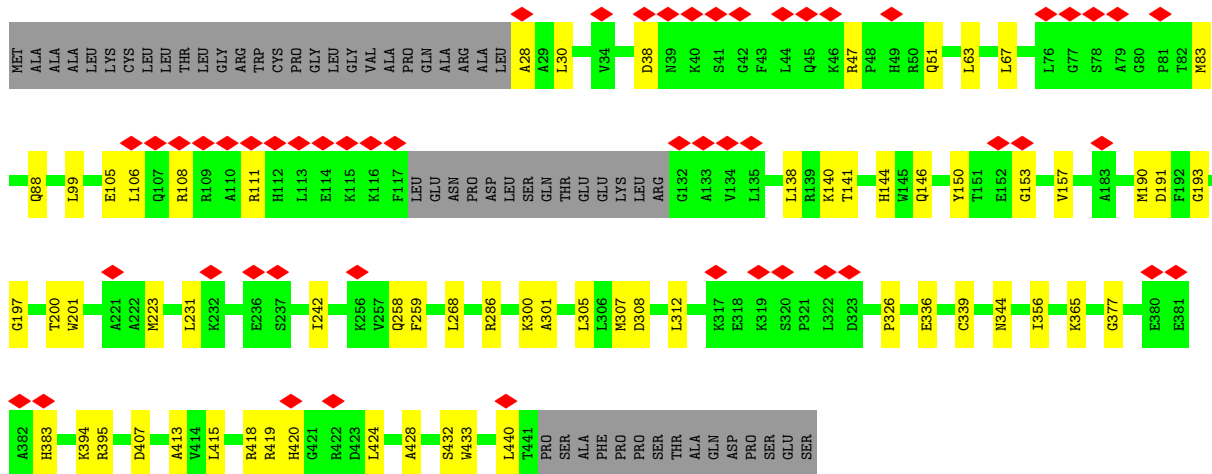 MET ALA ALA ALA LEU LYS CYS LEU LEU THR LEU GLY ARG TRP CYS PRO GLY LEU GLY VAL ALA PRO GLN ALA ARG ALA LEU A28 A29 L30 V34 D38 N39 K40 S41 G42 F43 L44 Q45 K46 R47 P48 H49 R50 Q51 L63 L67 L76 G77 S78 A79 G80 P81 T82 M83
Q88 L99 E105 L106 Q107 R108 R109 A110 R111 H112 L113 E114 K115 K116 F117 LEU GLU ASN PRO ASP LEU SER GLN THR GLU GLU LYS LEU ARG G132 A133 V134 L135 L138 R139 K140 T141 H144 W145 Q146 Y150 T151 E152 G153 V157 A183 M190 D191 F192 G193
G197 T200 W201 A221 A222 M223 L231 K232 E236 S237 I242 K256 V257 Q258 F259 L268 R286 K300 A301 L305 L306 M307 D308 L312 K317 E318 K319 S320 P321 L322 D323 P326 E336 C339 N344 I356 K365 G377 E380 E381
A382 H383 K394 R395 D407 A413 V414 L415 R418 R419 H420 G421 R422 D423 L424 A428 S432 W433 L440 T441 PRO SER ALA PHE PRO PRO SER THR ALA GLN ASP PRO SER GLU SER